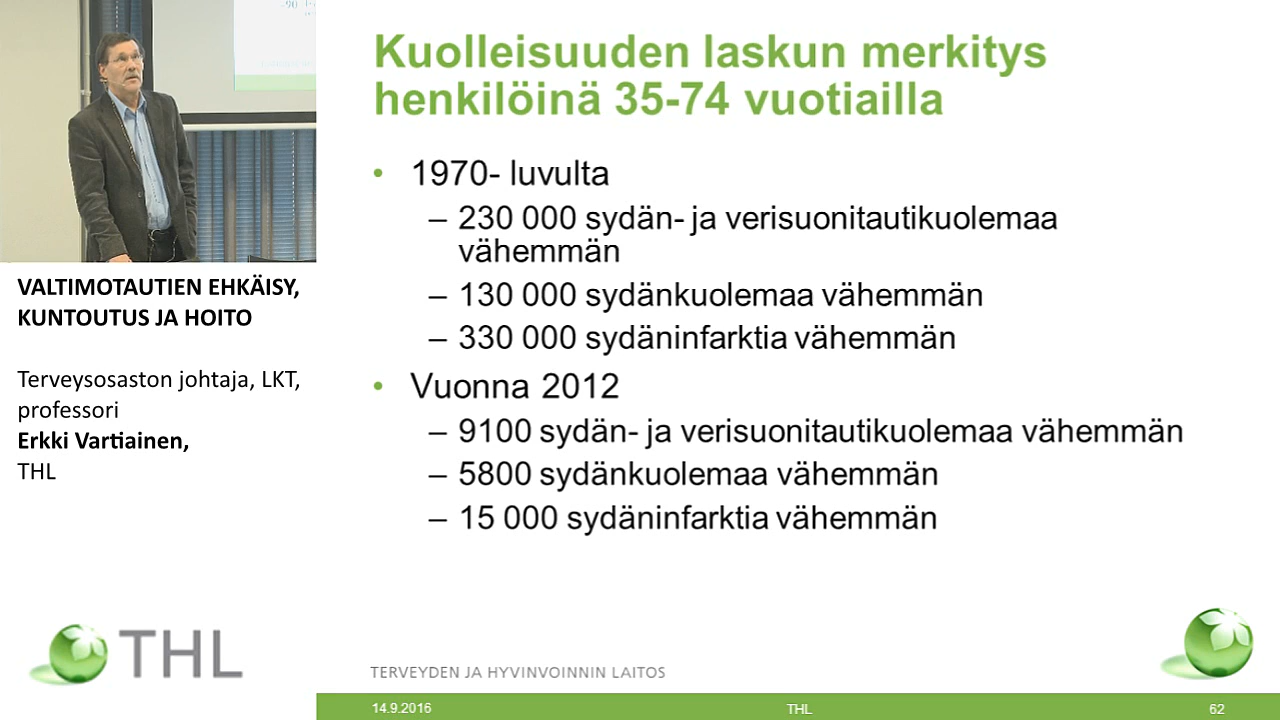 Kuolleisuuden laskun merkitys
henkilöinä 35-74 vuotiailla
• 1970- luvulta
– 230 000 sydän- ja verisuonitautikuolemaa
vähemmän
– 130 000 sydänkuolemaa vähemmän
– 330 000 sydäninfarktia vähemmän
• Vuonna 2012
– 9100 sydän- ja verisuonitautikuolemaa vähemmän
– 5800 sydänkuolemaa vähemmän
– 15 000 sydäninfarktia vähemmän
VALTIMOTAUTIEN EHKÄISY,
KUNTOUTUS JA HOITO
Terveysosaston johtaja, LKT,
professori
Erkki Vartiainen,
THL
THL
TERVEYDEN JA HYVINVOINNIN LAITOS
14.9.2016 THL 62